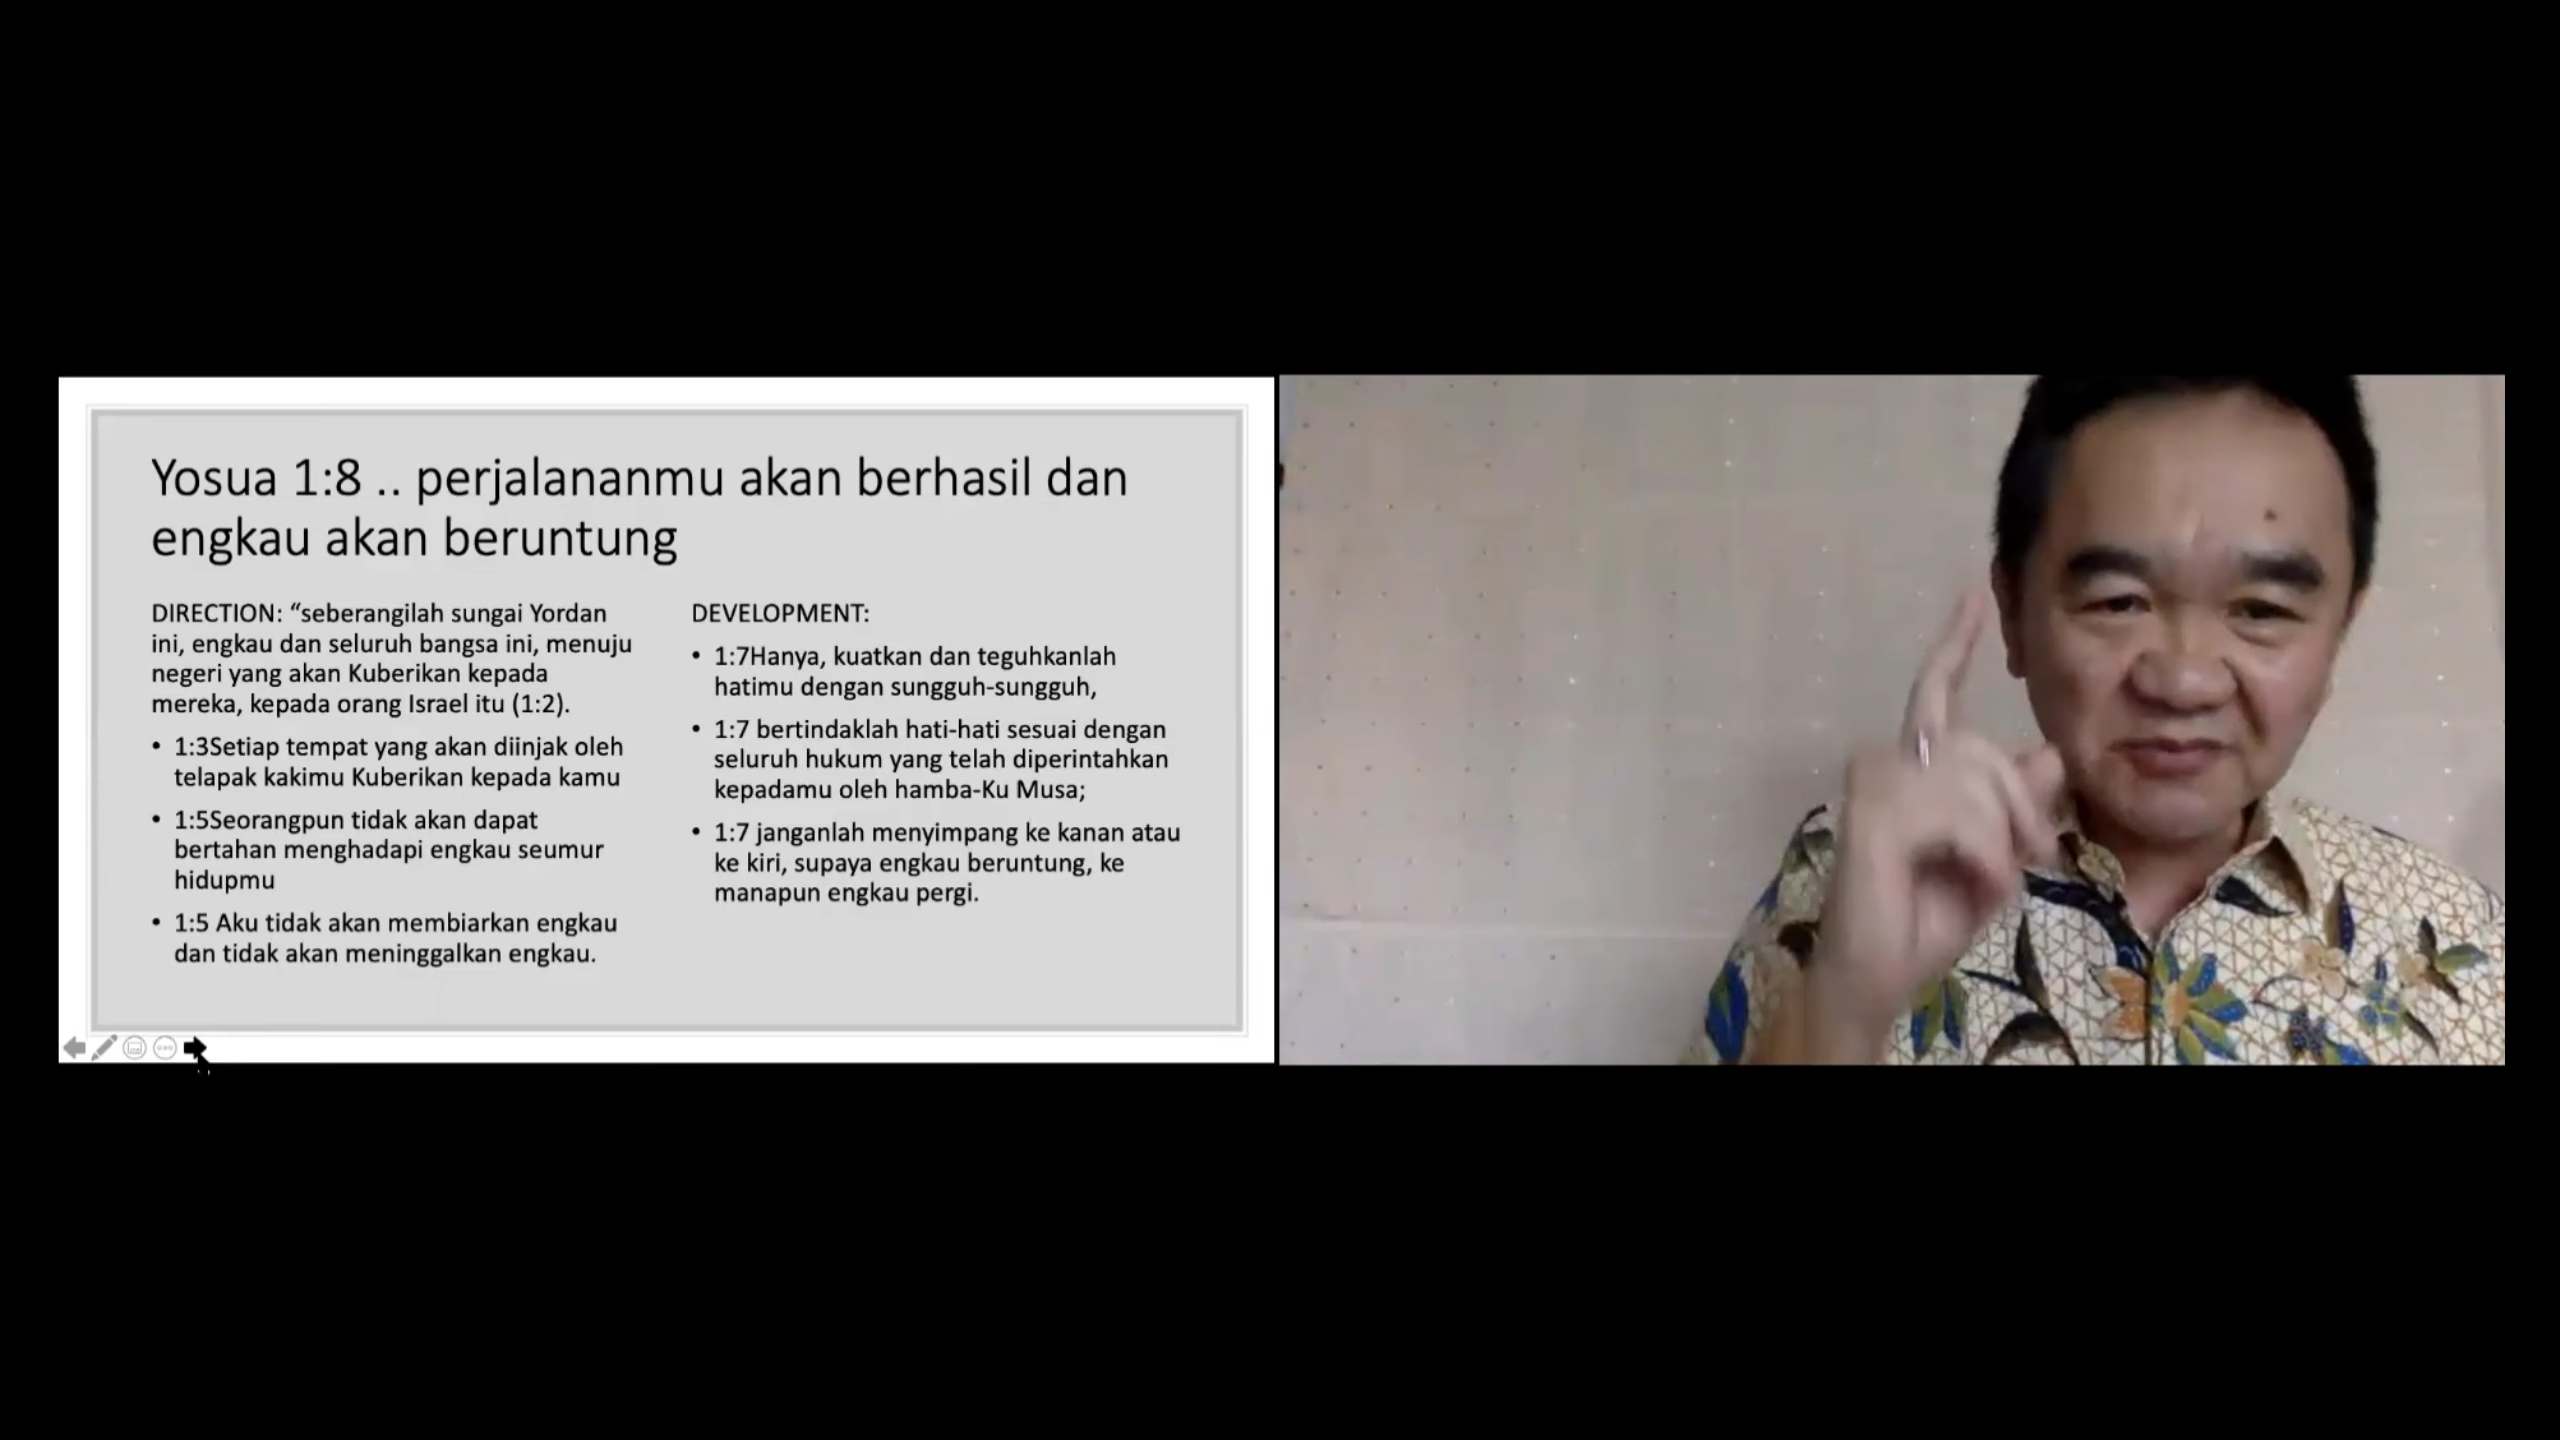 Yosua 1:8 .. perjalananmu akan berhasil dan
engkau akan beruntung
DIRECTION: “seberangilah sungai Yordan
ini, engkau dan seluruh bangsa ini, menuju
negeri yang akan Kuberikan kepada
mereka, kepada orang Israel itu (1:2).
• 1:3Setiap tempat yang akan diinjak oleh
telapak kakimu Kuberikan kepada kamu
• 1:5Seorangpun tidak akan dapat
bertahan menghadapi engkau seumur
hidupmu
• 1:5 Aku tidak akan membiarkan engkau
dan tidak akan meninggalkan engkau.
DEVELOPMENT:
• 1:7Hanya, kuatkan dan teguhkanlah
hatimu dengan sungguh-sungguh,
• 1:7 bertindaklah hati-hati sesuai dengan
seluruh hukum yang telah diperintahkan
kepadamu oleh hamba-Ku Musa;
• 1:7 janganlah menyimpang ke kanan atau
ke kiri, supaya engkau beruntung, ke
manapun engkau pergi.